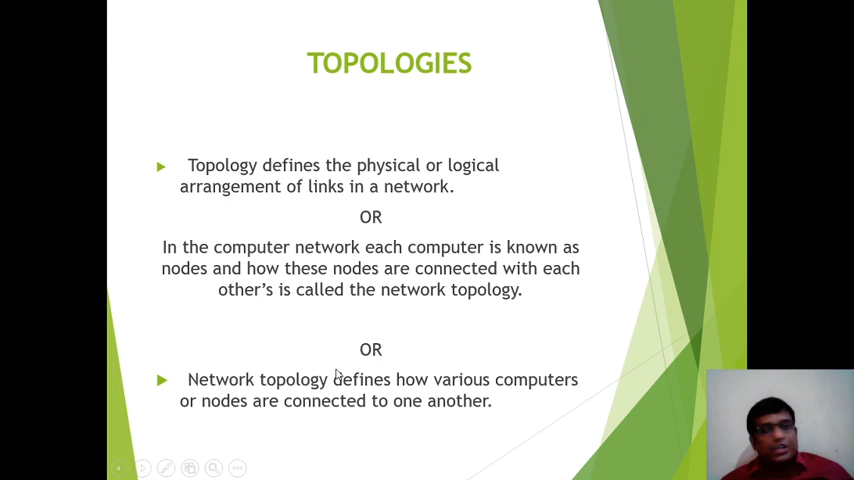 TOPOLOGIES
Topology defines the physical or logical
arrangement of links in a network.
OR
In the computer network each computer is known as
nodes and how these nodes are connected with each
other’s is called the network topology.
OR
Network topology defines how various computers
or nodes are connected to one another.